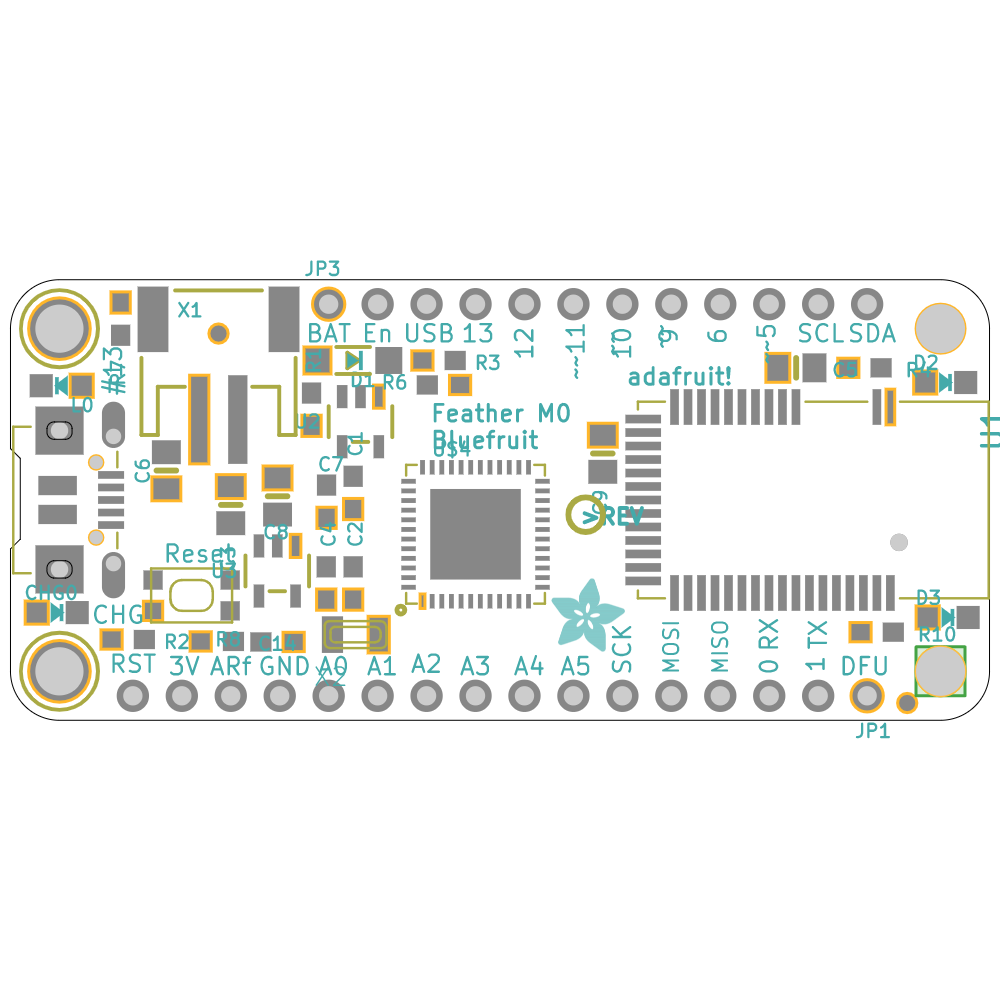 JP3
X1
BAT En USB 13 12 ~11 ~10 ~9 6 ~5 SCL SDA
R3
D2
#13
R7
D1
R6
C5
adafruit!
L0
Feather M0
Bluefruit
U$4
U1
C1
C7
C6
C9
>REV
C8
C4
C2
Reset
U3
CHG0
CHG
D3
R2
R8
R10
RST 3V ARf GND A0 A1 A2 A3 A4 A5 SCK MOSI MISO 0 RX 1 TX DFU
X2
JP1